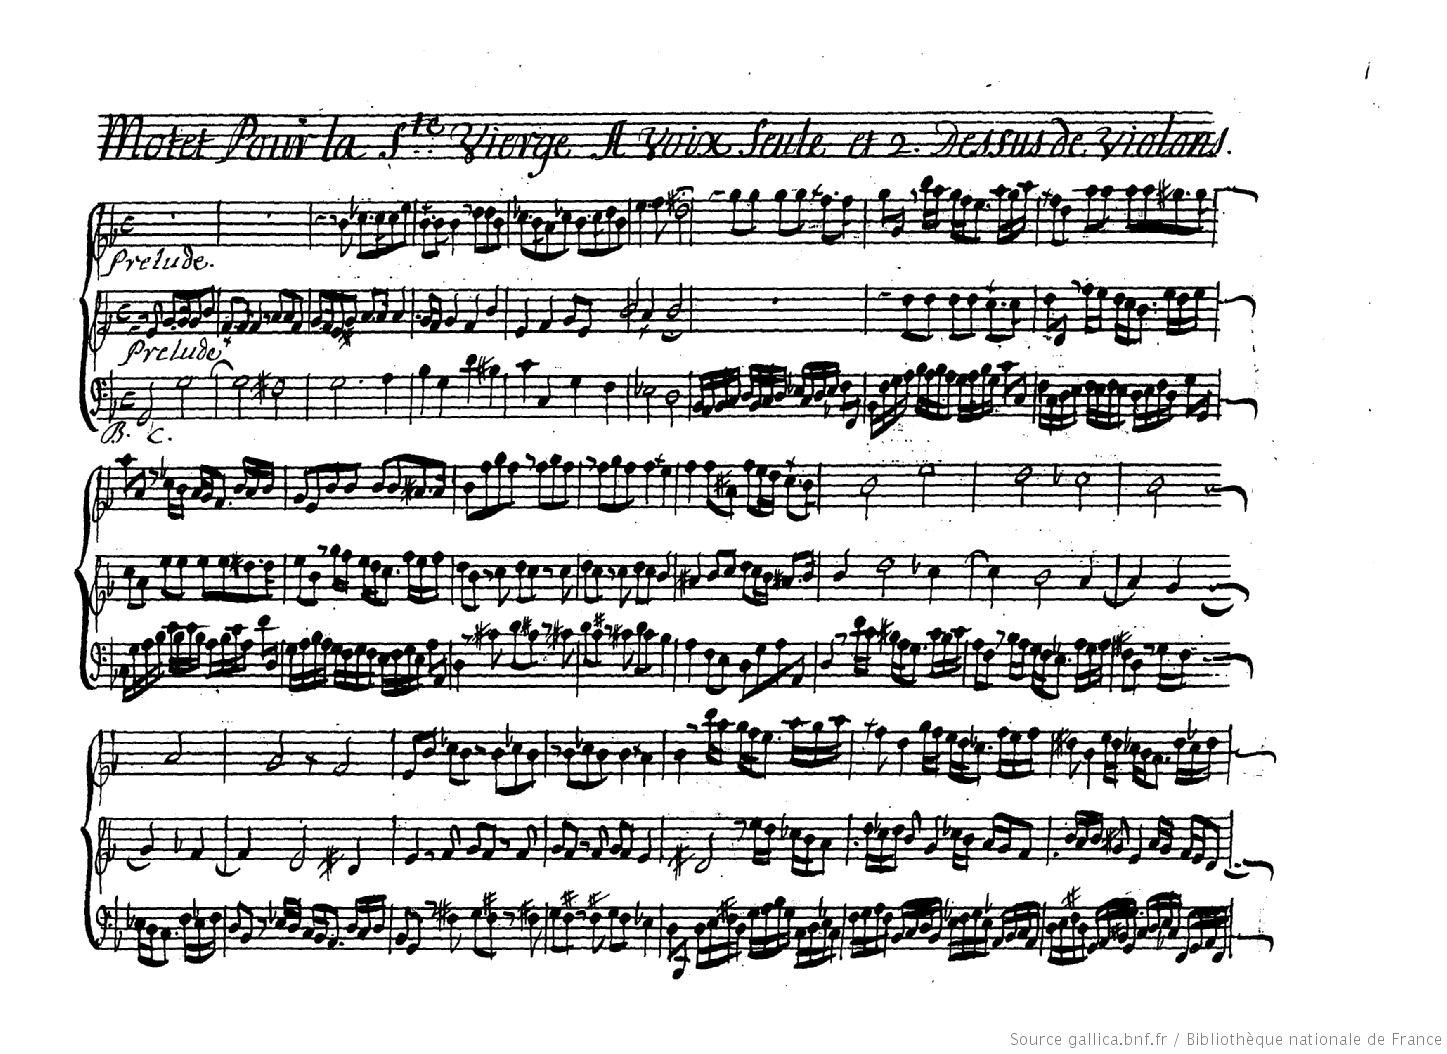 1
Motet Pour la Ste Vierge A voix seule et 2. Dessus de violons.
Prelude.
Prelude
B. C.
Source gallica.bnf.fr / Bibliothèque nationale de France